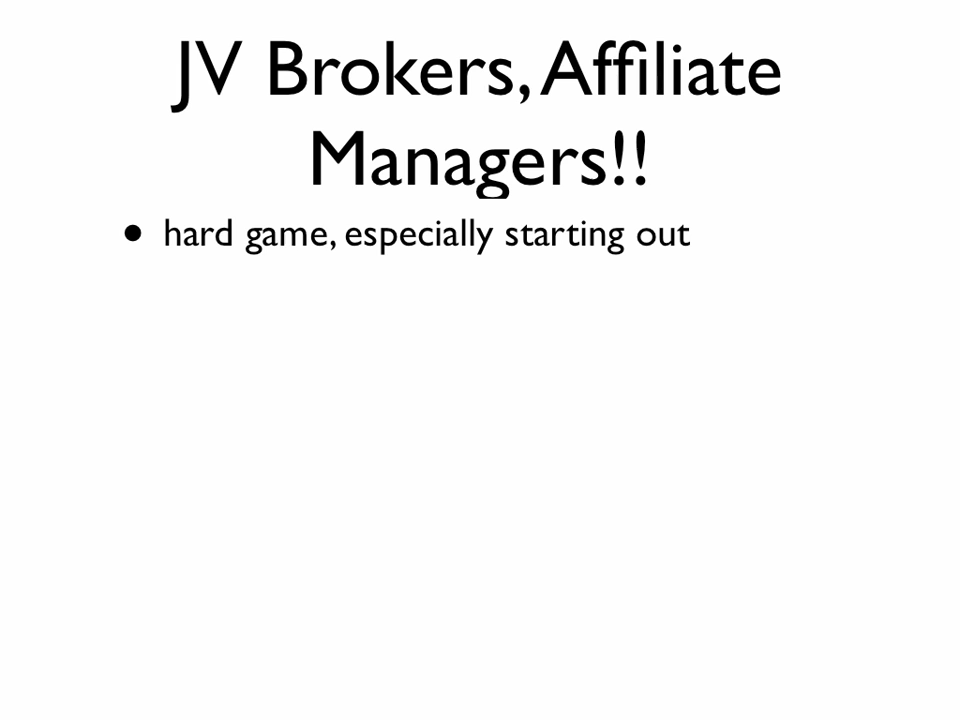 JV Brokers, Affiliate
Managers!!
• hard game, especially starting out